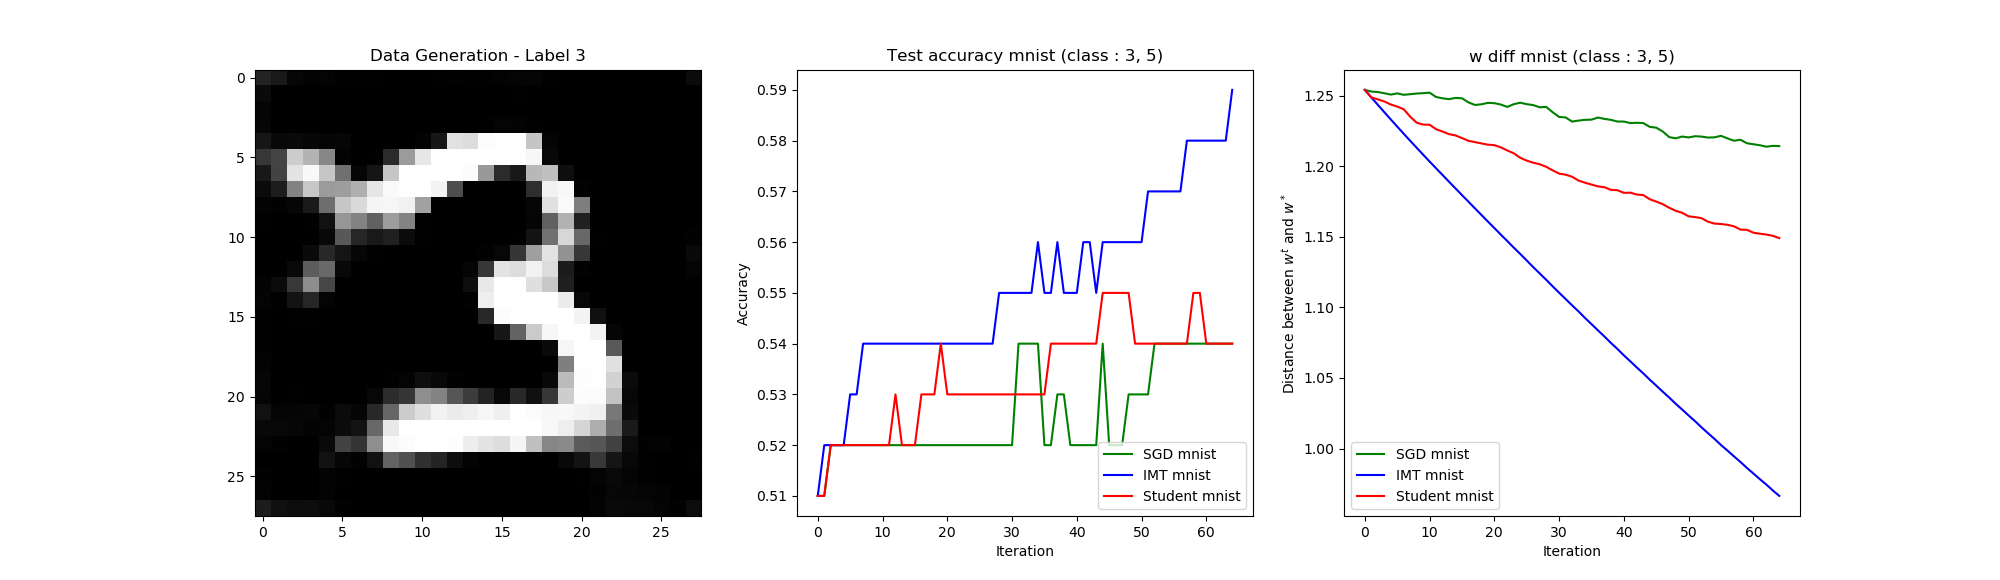 Data Generation - Label 3
0
5
10
15
20
25
0 5 10 15 20 25
Test accuracy mnist (class : 3, 5)
Accuracy
0.59
0.58
0.57
0.56
0.55
0.54
0.53
0.52
0.51
SGD mnist
IMT mnist
Student mnist
0 10 20 30 40 50 60
Iteration
w diff mnist (class : 3, 5)
Distance between w^t and w^*
1.25
1.20
1.15
1.10
1.05
1.00
SGD mnist
IMT mnist
Student mnist
0 10 20 30 40 50 60
Iteration